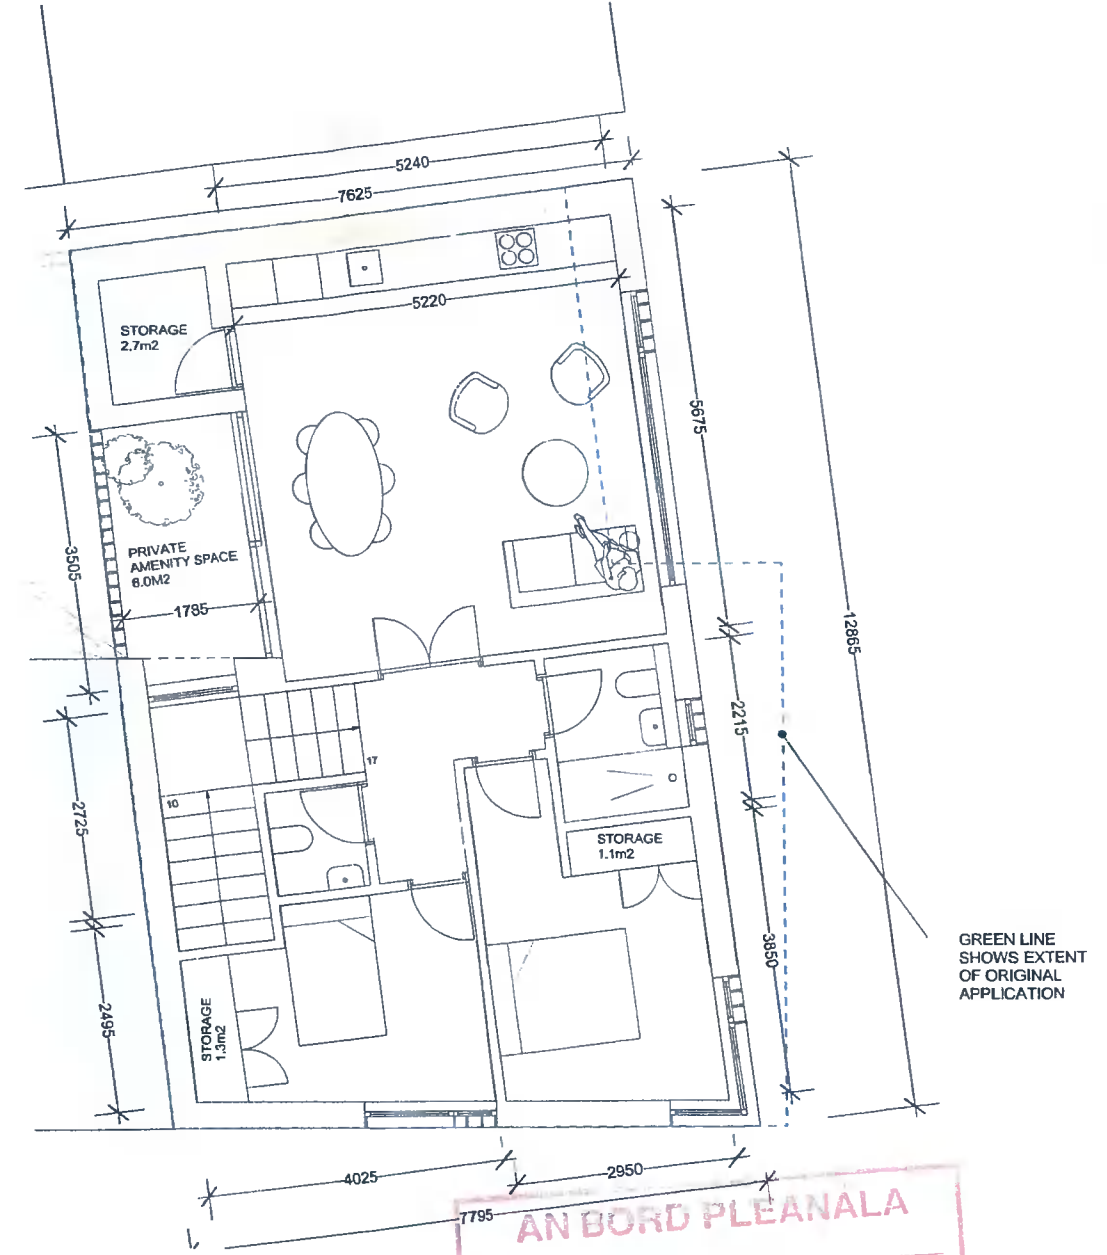 5240
7625
5220
STORAGE
2.7m2
5675
3505
PRIVATE
AMENITY SPACE
6.0M2
1785
12865
2215
17
10
2725
STORAGE
1.1m2
3850
GREEN LINE
SHOWS EXTENT
OF ORIGINAL
APPLICATION
2495
STORAGE
1.3m2
4025
2950
7795
AN BORD PLEANALA